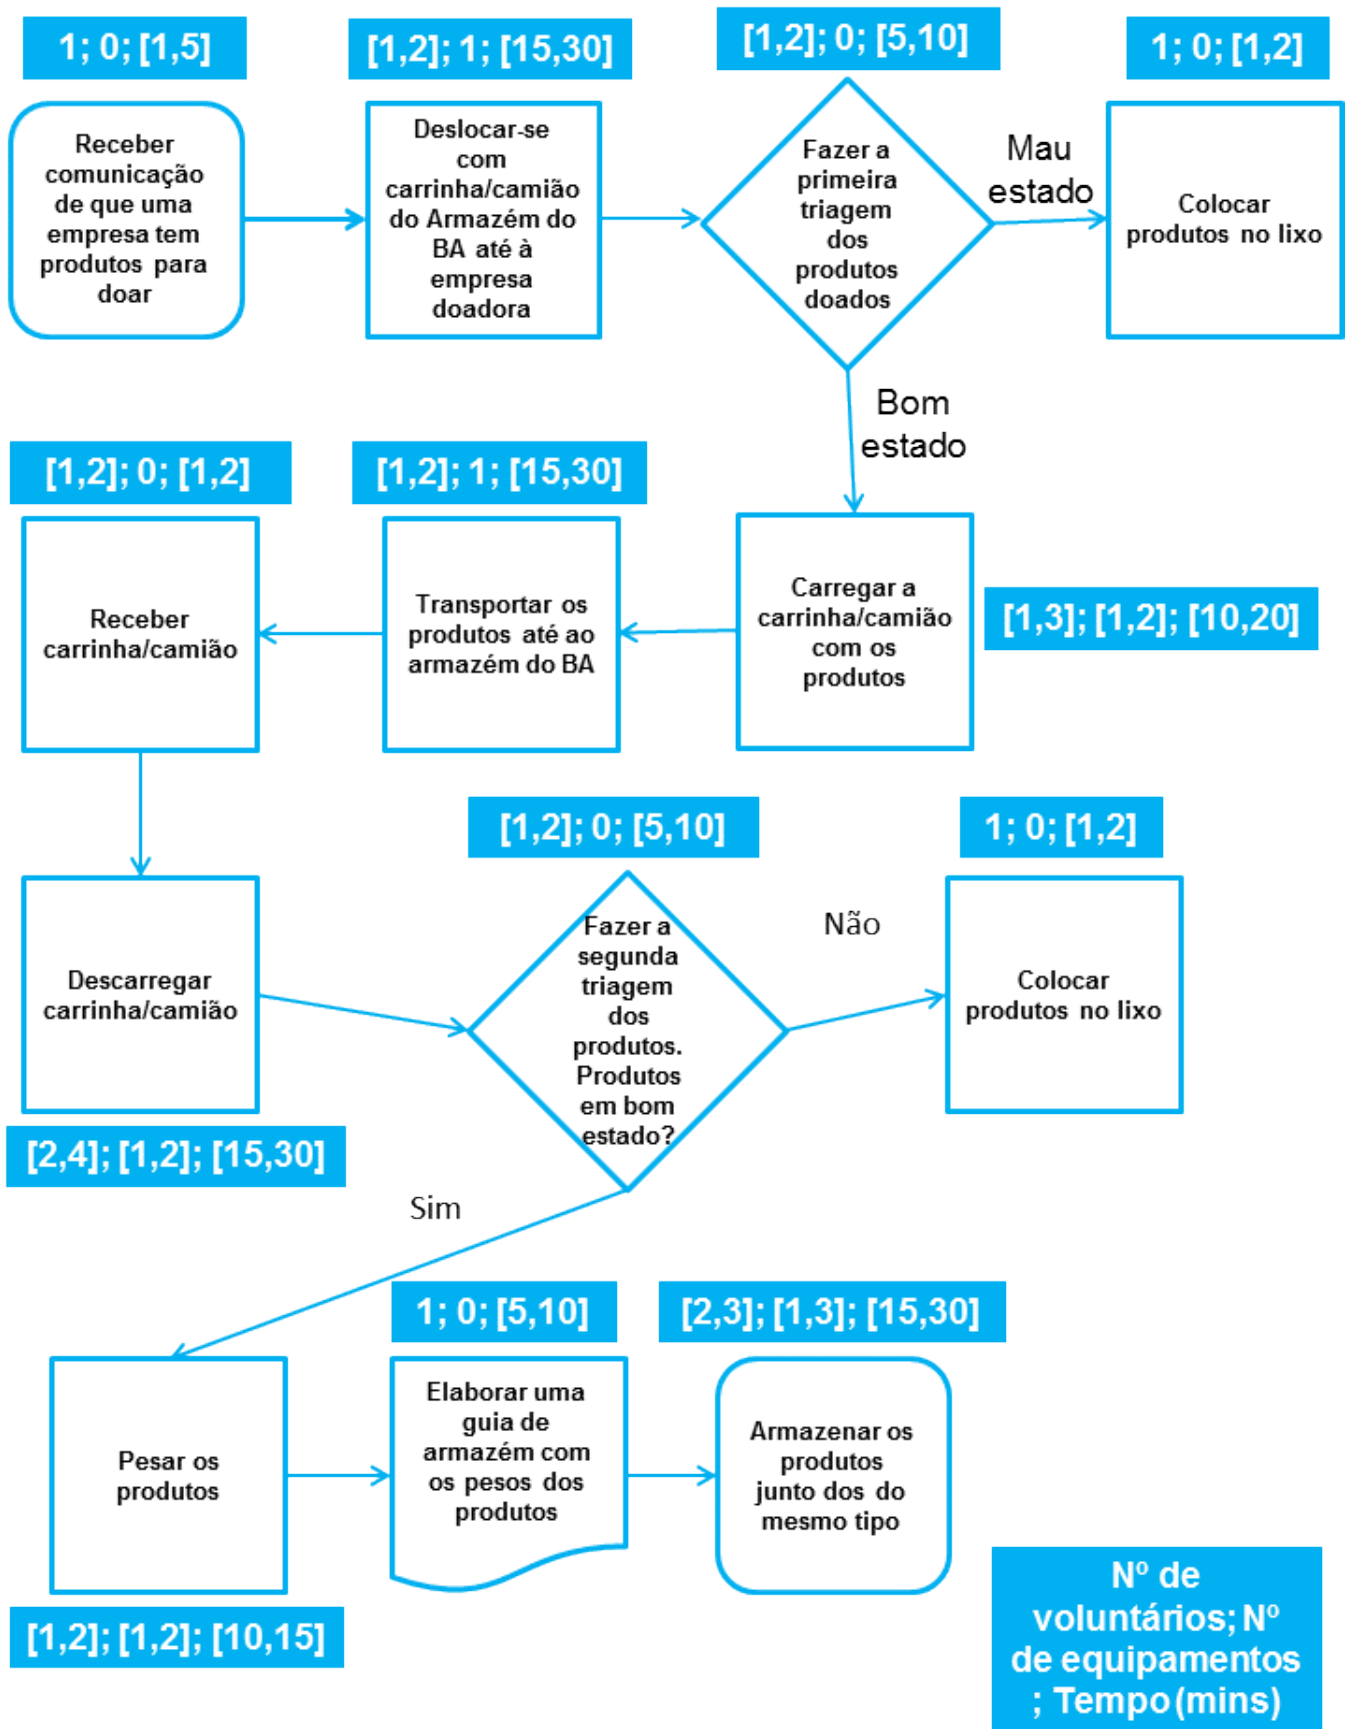 1; 0; [1,5]
[1,2]; 1; [15,30]
[1,2]; 0; [5,10]
1; 0; [1,2]
Receber
comunicação
de que uma
empresa tem
produtos para
doar
Deslocar-se
com
carrinha/camião
do Armazém do
BA até à
empresa
doadora
Fazer a
primeira
triagem
dos
produtos
doados
Mau
estado
Colocar
produtos no lixo
Bom
estado
[1,2]; 0; [1,2]
[1,2]; 1; [15,30]
Receber
carrinha/camião
Transportar os
produtos até ao
armazém do BA
Carregar a
carrinha/camião
com os
produtos
[1,3]; [1,2]; [10,20]
[1,2]; 0; [5,10]
1; 0; [1,2]
Descarregar
carrinha/camião
Fazer a
segunda
triagem
dos
produtos.
Produtos
em bom
estado?
Não
Colocar
produtos no lixo
[2,4]; [1,2]; [15,30]
Sim
1; 0; [5,10]
[2,3]; [1,3]; [15,30]
Pesar os
produtos
Elaborar uma
guia de
armazém com
os pesos dos
produtos
Armazenar os
produtos
junto dos do
mesmo tipo
[1,2]; [1,2]; [10,15]
Nº de
voluntários; Nº
de equipamentos
; Tempo (mins)